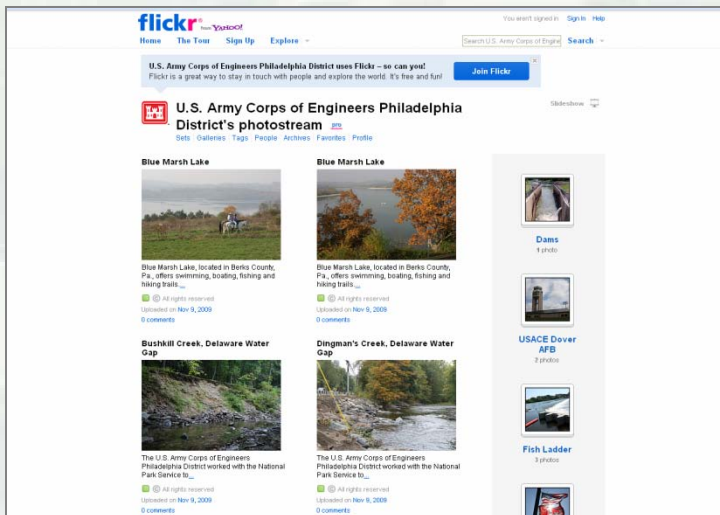 flickr from YAHOO!
You aren't signed in Sign In Help
Home The Tour Sign Up Explore
Search U.S. Army Corps of Engine Search
U.S. Army Corps of Engineers Philadelphia District uses Flickr – so can you!
Flickr is a great way to stay in touch with people and explore the world. It's free and fun!
Join Flickr
U.S. Army Corps of Engineers Philadelphia
District's photostream pro
Slideshow
Sets Galleries Tags People Archives Favorites Profile
Blue Marsh Lake
Blue Marsh Lake, located in Berks County,
Pa., offers swimming, boating, fishing and
hiking trails....
© All rights reserved
Uploaded on Nov 9, 2009
0 comments
Blue Marsh Lake
Blue Marsh Lake, located in Berks County,
Pa., offers swimming, boating, fishing and
hiking trails....
© All rights reserved
Uploaded on Nov 9, 2009
0 comments
Bushkill Creek, Delaware Water
Gap
The U.S. Army Corps of Engineers
Philadelphia District worked with the National
Park Service to...
© All rights reserved
Uploaded on Nov 9, 2009
0 comments
Dingman's Creek, Delaware Water
Gap
The U.S. Army Corps of Engineers
Philadelphia District worked with the National
Park Service to...
© All rights reserved
Uploaded on Nov 9, 2009
0 comments
Dams
1 photo
USACE Dover
AFB
2 photos
Fish Ladder
3 photos